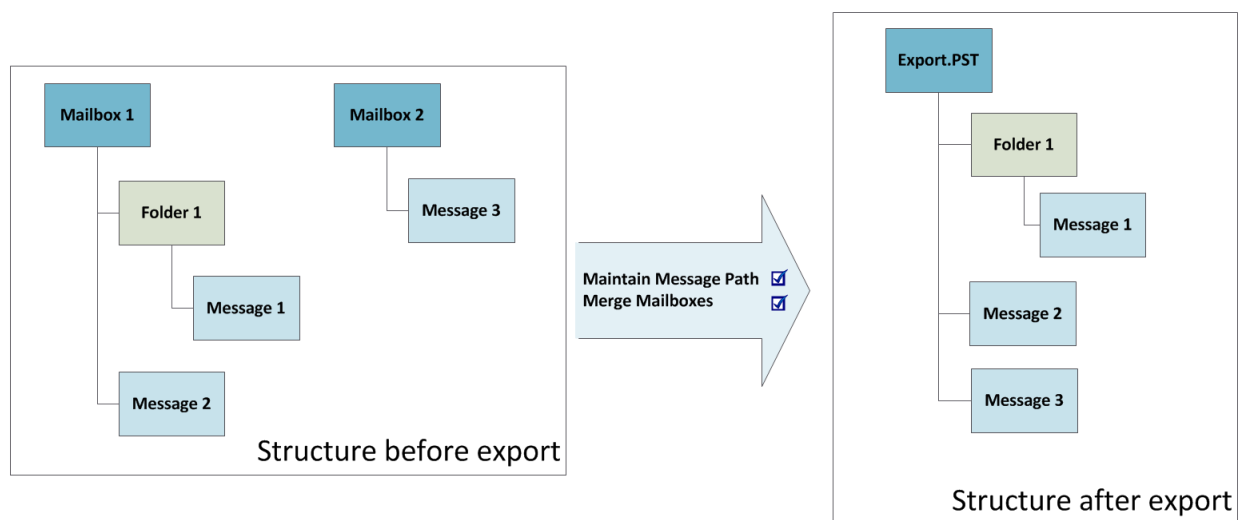 Mailbox 1
Mailbox 2
Folder 1
Message 3
Message 1
Message 2
Structure before export
Maintain Message Path
Merge Mailboxes
Export.PST
Folder 1
Message 1
Message 2
Message 3
Structure after export